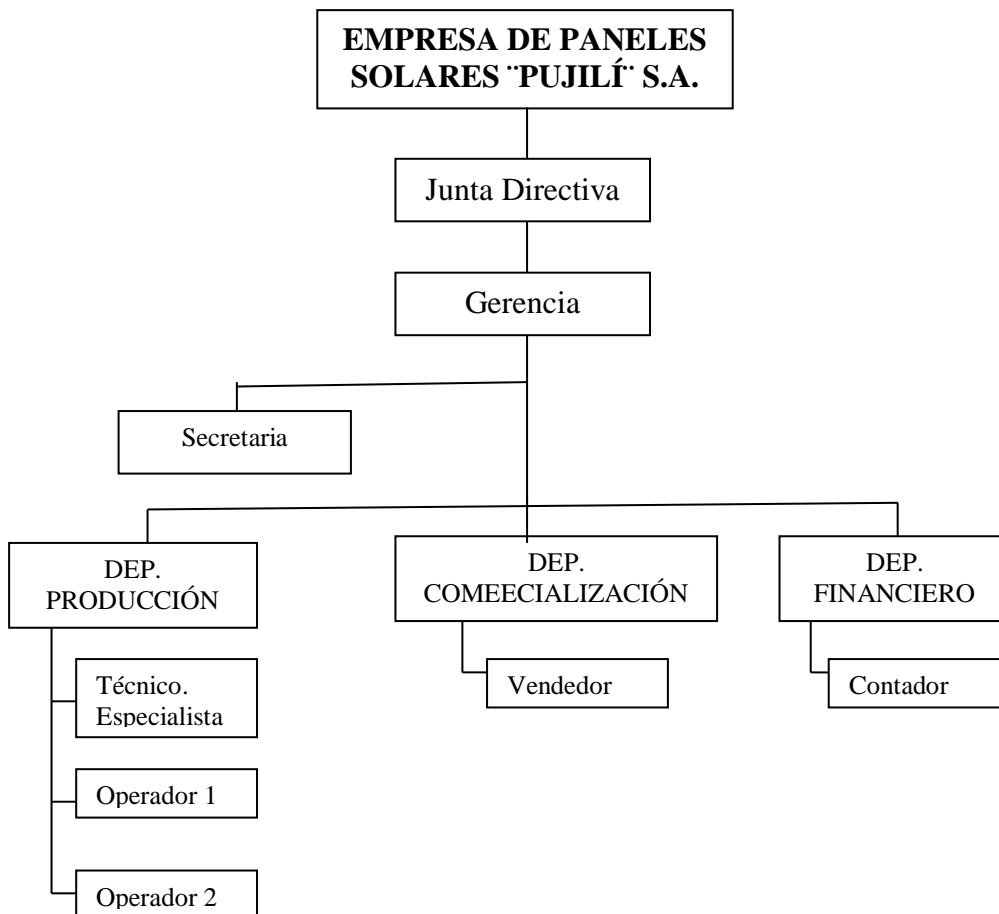 EMPRESA DE PANELES
SOLARES ¨PUJILÍ¨ S.A.
Junta Directiva
Gerencia
Secretaria
DEP.
PRODUCCIÓN
DEP.
COMEECIALIZACIÓN
DEP.
FINANCIERO
Técnico.
Especialista
Vendedor
Contador
Operador 1
Operador 2